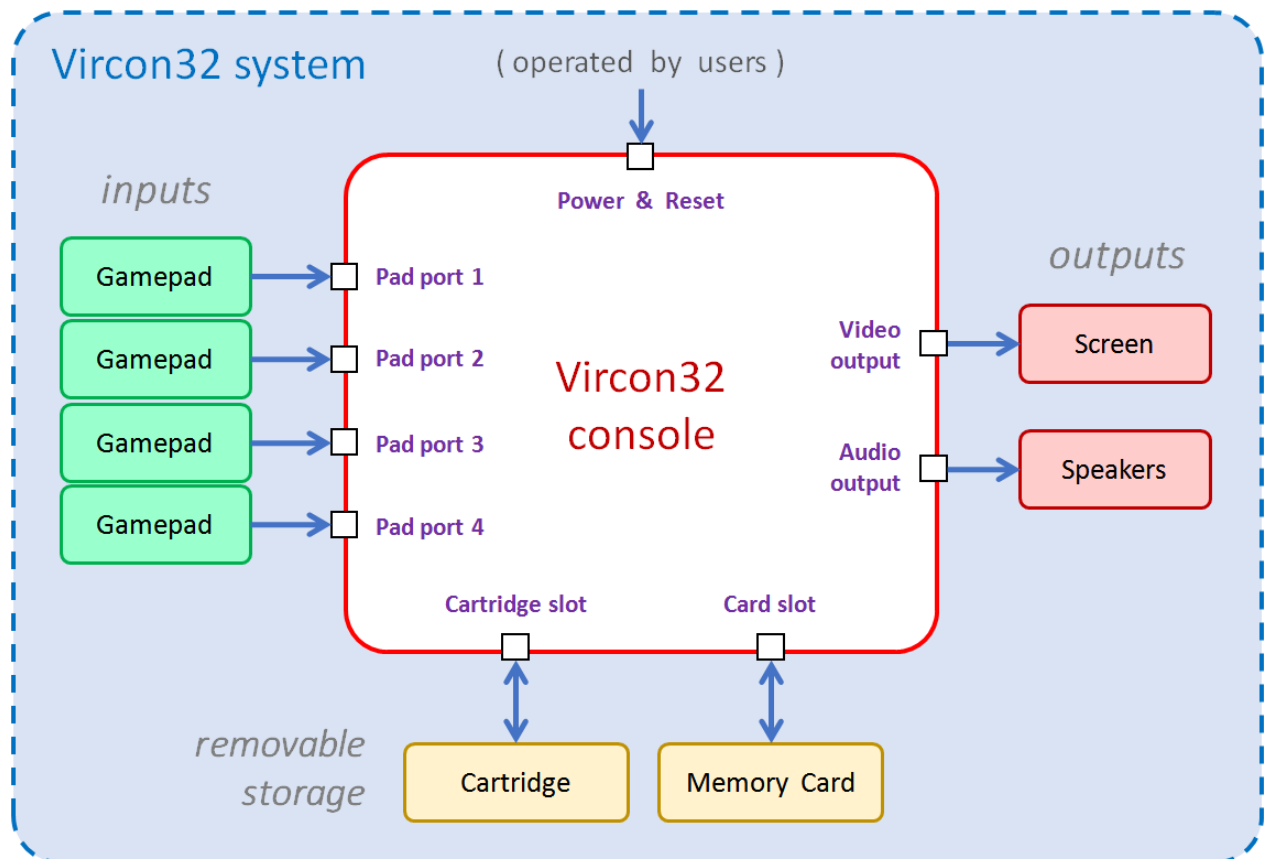 Vircon32 system
( operated by users )
Power & Reset
inputs
Gamepad
Gamepad
Gamepad
Gamepad
Pad port 1
Pad port 2
Pad port 3
Pad port 4
Vircon32
console
Video
output
Audio
output
outputs
Screen
Speakers
Cartridge slot
Card slot
removable
storage
Cartridge
Memory Card